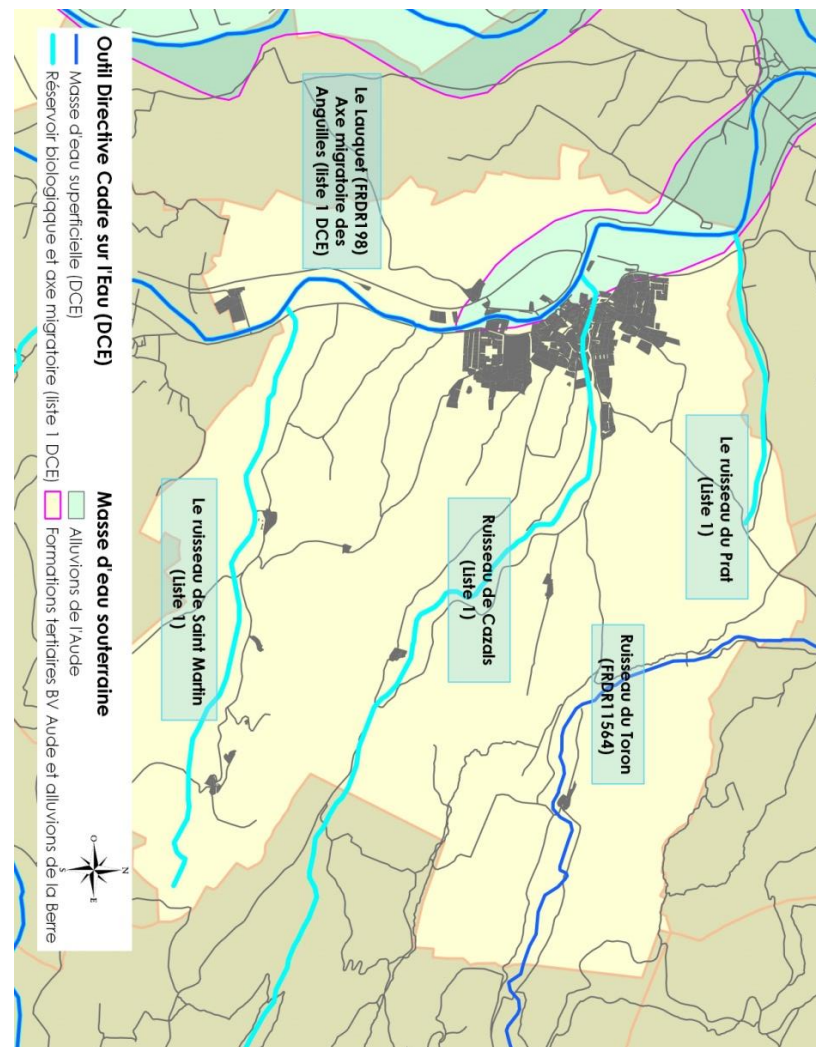 Le ruisseau du Prat
(Liste 1)
Ruisseau du Toron
(FRDR11564)
Ruisseau de Cazals
(Liste 1)
Le Lauquet (FRDR198)
Axe migratoire des
Anguilles (liste 1 DCE)
Le ruisseau de Saint Martin
(Liste 1)
Outil Directive Cadre sur l'Eau (DCE)
Masse d'eau superficielle (DCE)
Réservoir biologique et axe migratoire (liste 1 DCE)
Masse d'eau souterraine
Alluvions de l'Aude
Formations tertiaires BV Aude et alluvions de la Berre
N
O
E
S